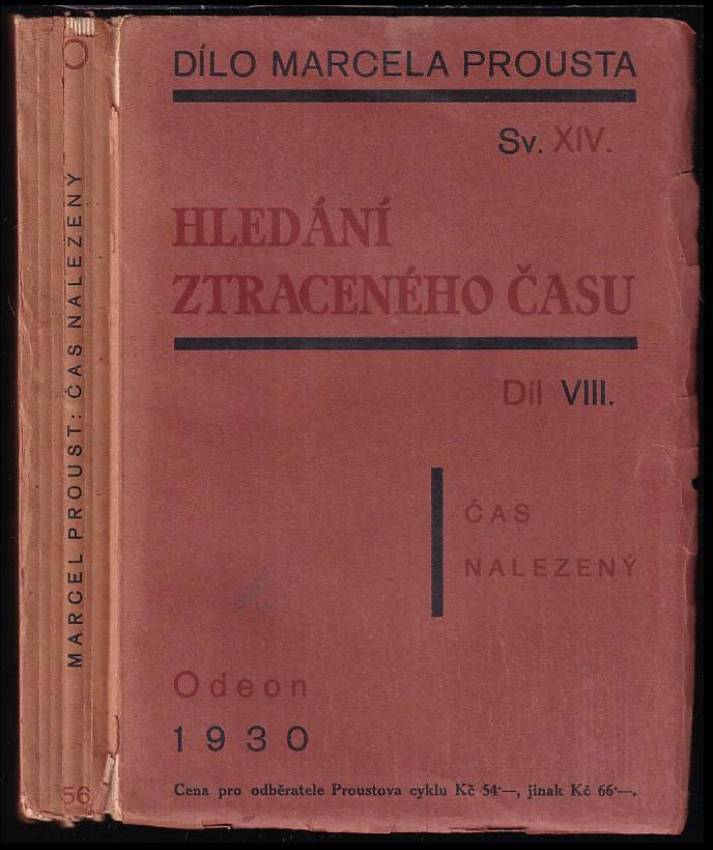 O
MARCEL PROUST: ČAS NALEZENÝ
56
DÍLO MARCELA PROUSTA
Sv. XIV.
HLEDÁNÍ
ZTRACENÉHO ČASU
Díl VIII.
ČAS
NALEZENÝ
Odeon
1930
Cena pro odběratele Proustova cyklu Kč 54·—, jinak Kč 66·—.